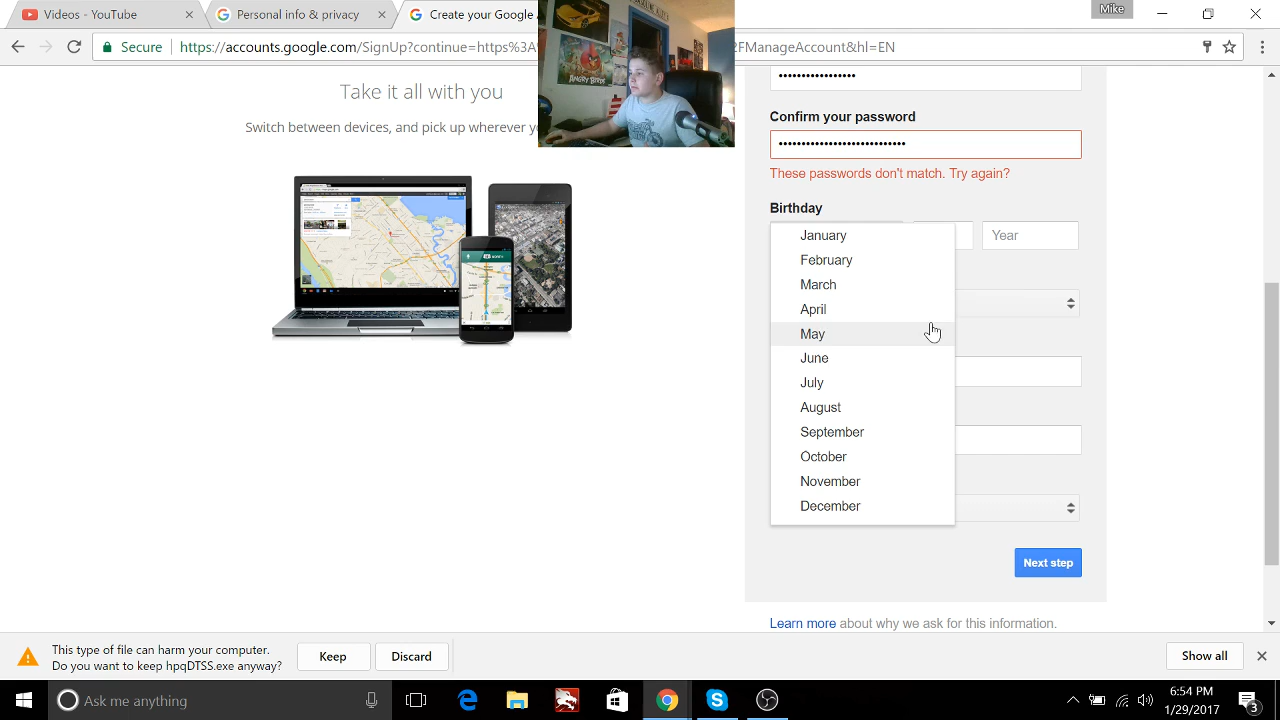 Videos - YouTube
Personal info & privacy
Create your Google
Mike
Secure
https://accounts.google.com/SignUp?continue=https%3A
2FManageAccount&hl=EN
Take it all with you
Switch between devices, and pick up wherever
ANGRY BIRDS
•••••••••••••••••
Confirm your password
••••••••••••••••••••••••••••
These passwords don't match. Try again?
Birthday
Year
January
February
March
April
May
June
July
August
September
October
November
December
Next step
Learn more about why we ask for this information.
This type of file can harm your computer.
Do you want to keep hpqDTSS.exe anyway?
Keep
Discard
Show all
Ask me anything
6:54 PM
1/29/2017
3